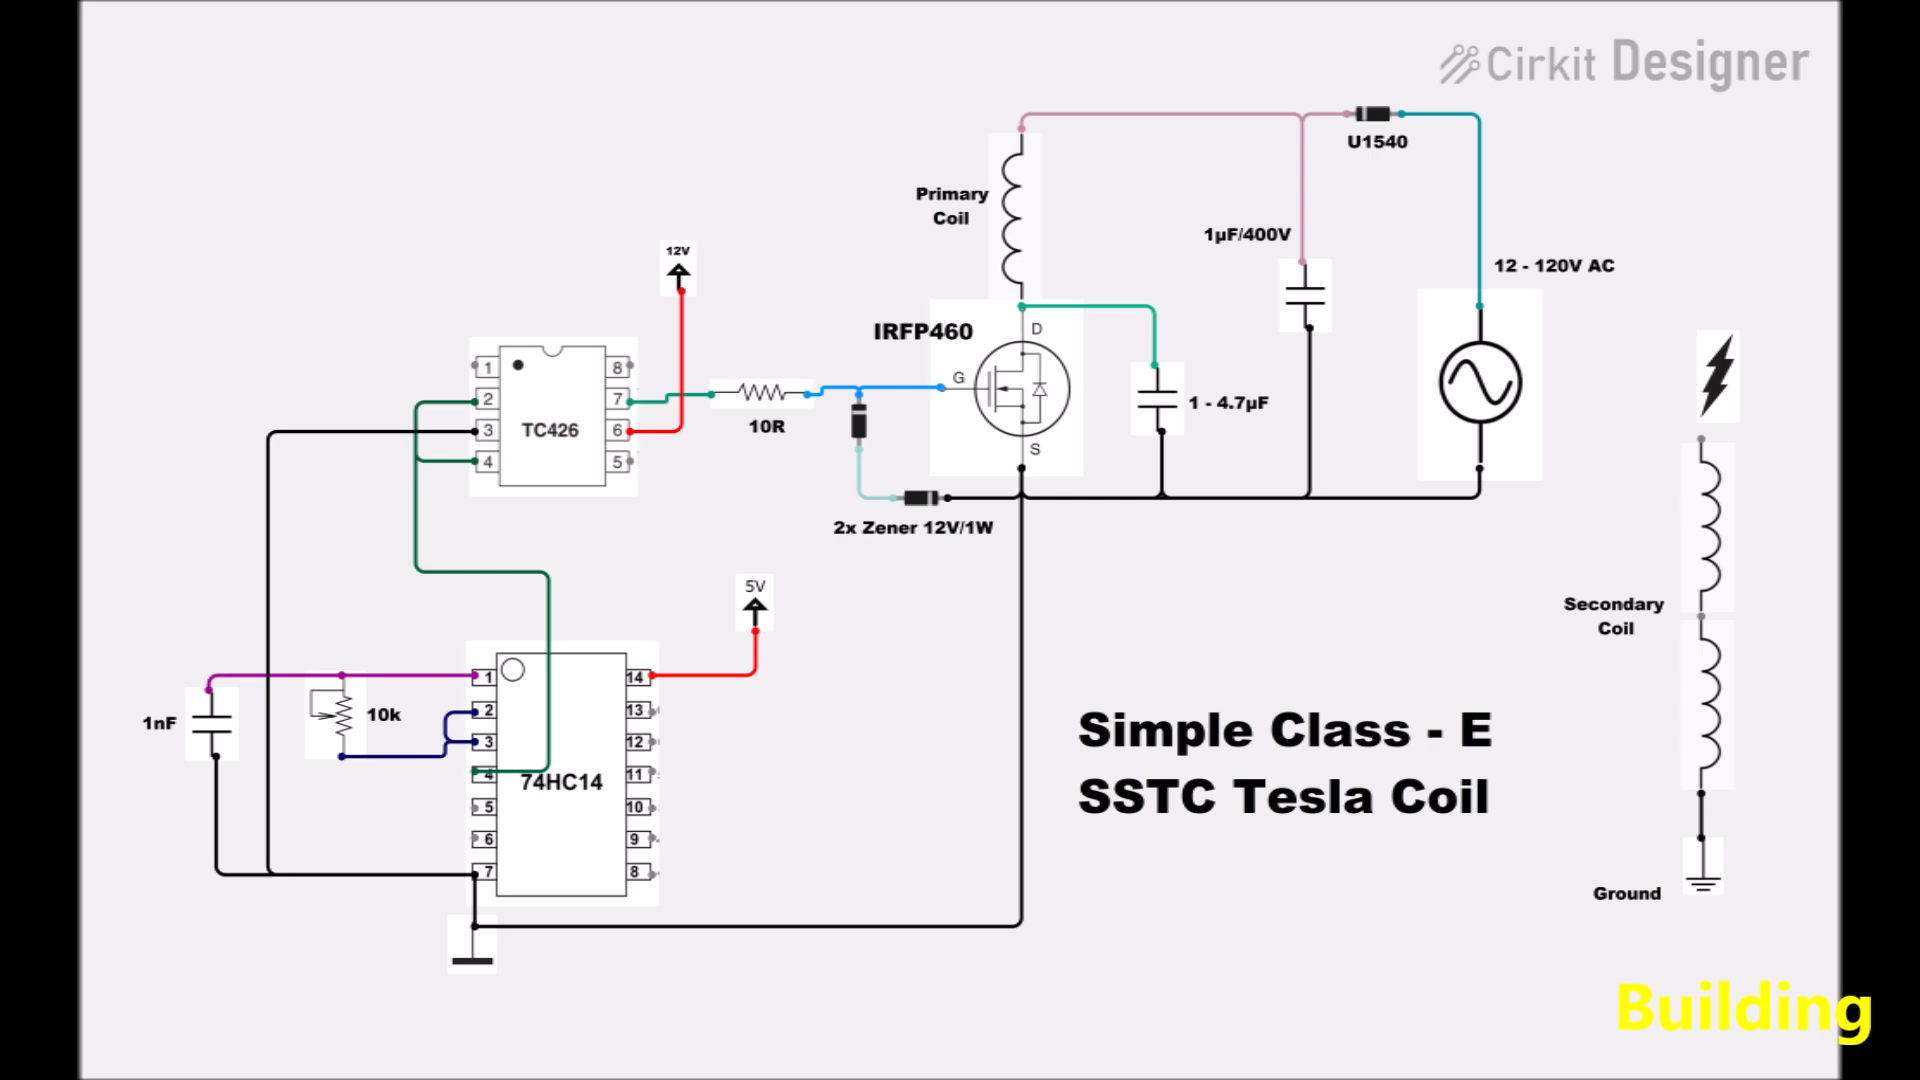 Cirkit Designer
U1540
Primary
Coil
1µF/400V
12V
12 - 120V AC
IRFP460
D
G
S
1
2
3
4
TC426
8
7
6
5
10R
1 - 4.7µF
2x Zener 12V/1W
5V
Secondary
Coil
1nF
10k
1
2
3
4
5
6
7
74HC14
14
13
12
11
10
9
8
Simple Class - E
SSTC Tesla Coil
Ground
Building